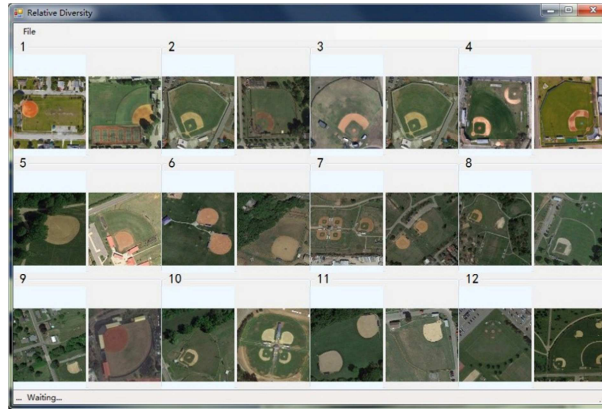 Relative Diversity
File
1 2 3 4
5 6 7 8
9 10 11 12
... Waiting...